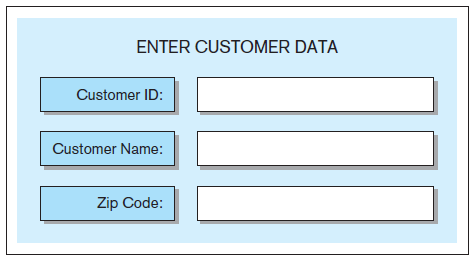 ENTER CUSTOMER DATA
Customer ID:
Customer Name:
Zip Code: